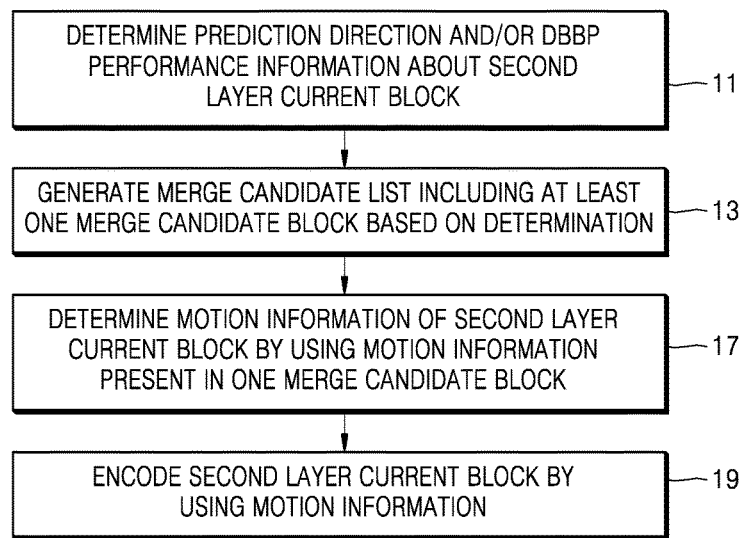 DETERMINE PREDICTION DIRECTION AND/OR DBBP
PERFORMANCE INFORMATION ABOUT SECOND
LAYER CURRENT BLOCK
11
GENERATE MERGE CANDIDATE LIST INCLUDING AT LEAST
ONE MERGE CANDIDATE BLOCK BASED ON DETERMINATION
13
DETERMINE MOTION INFORMATION OF SECOND LAYER
CURRENT BLOCK BY USING MOTION INFORMATION
PRESENT IN ONE MERGE CANDIDATE BLOCK
17
ENCODE SECOND LAYER CURRENT BLOCK BY
USING MOTION INFORMATION
19